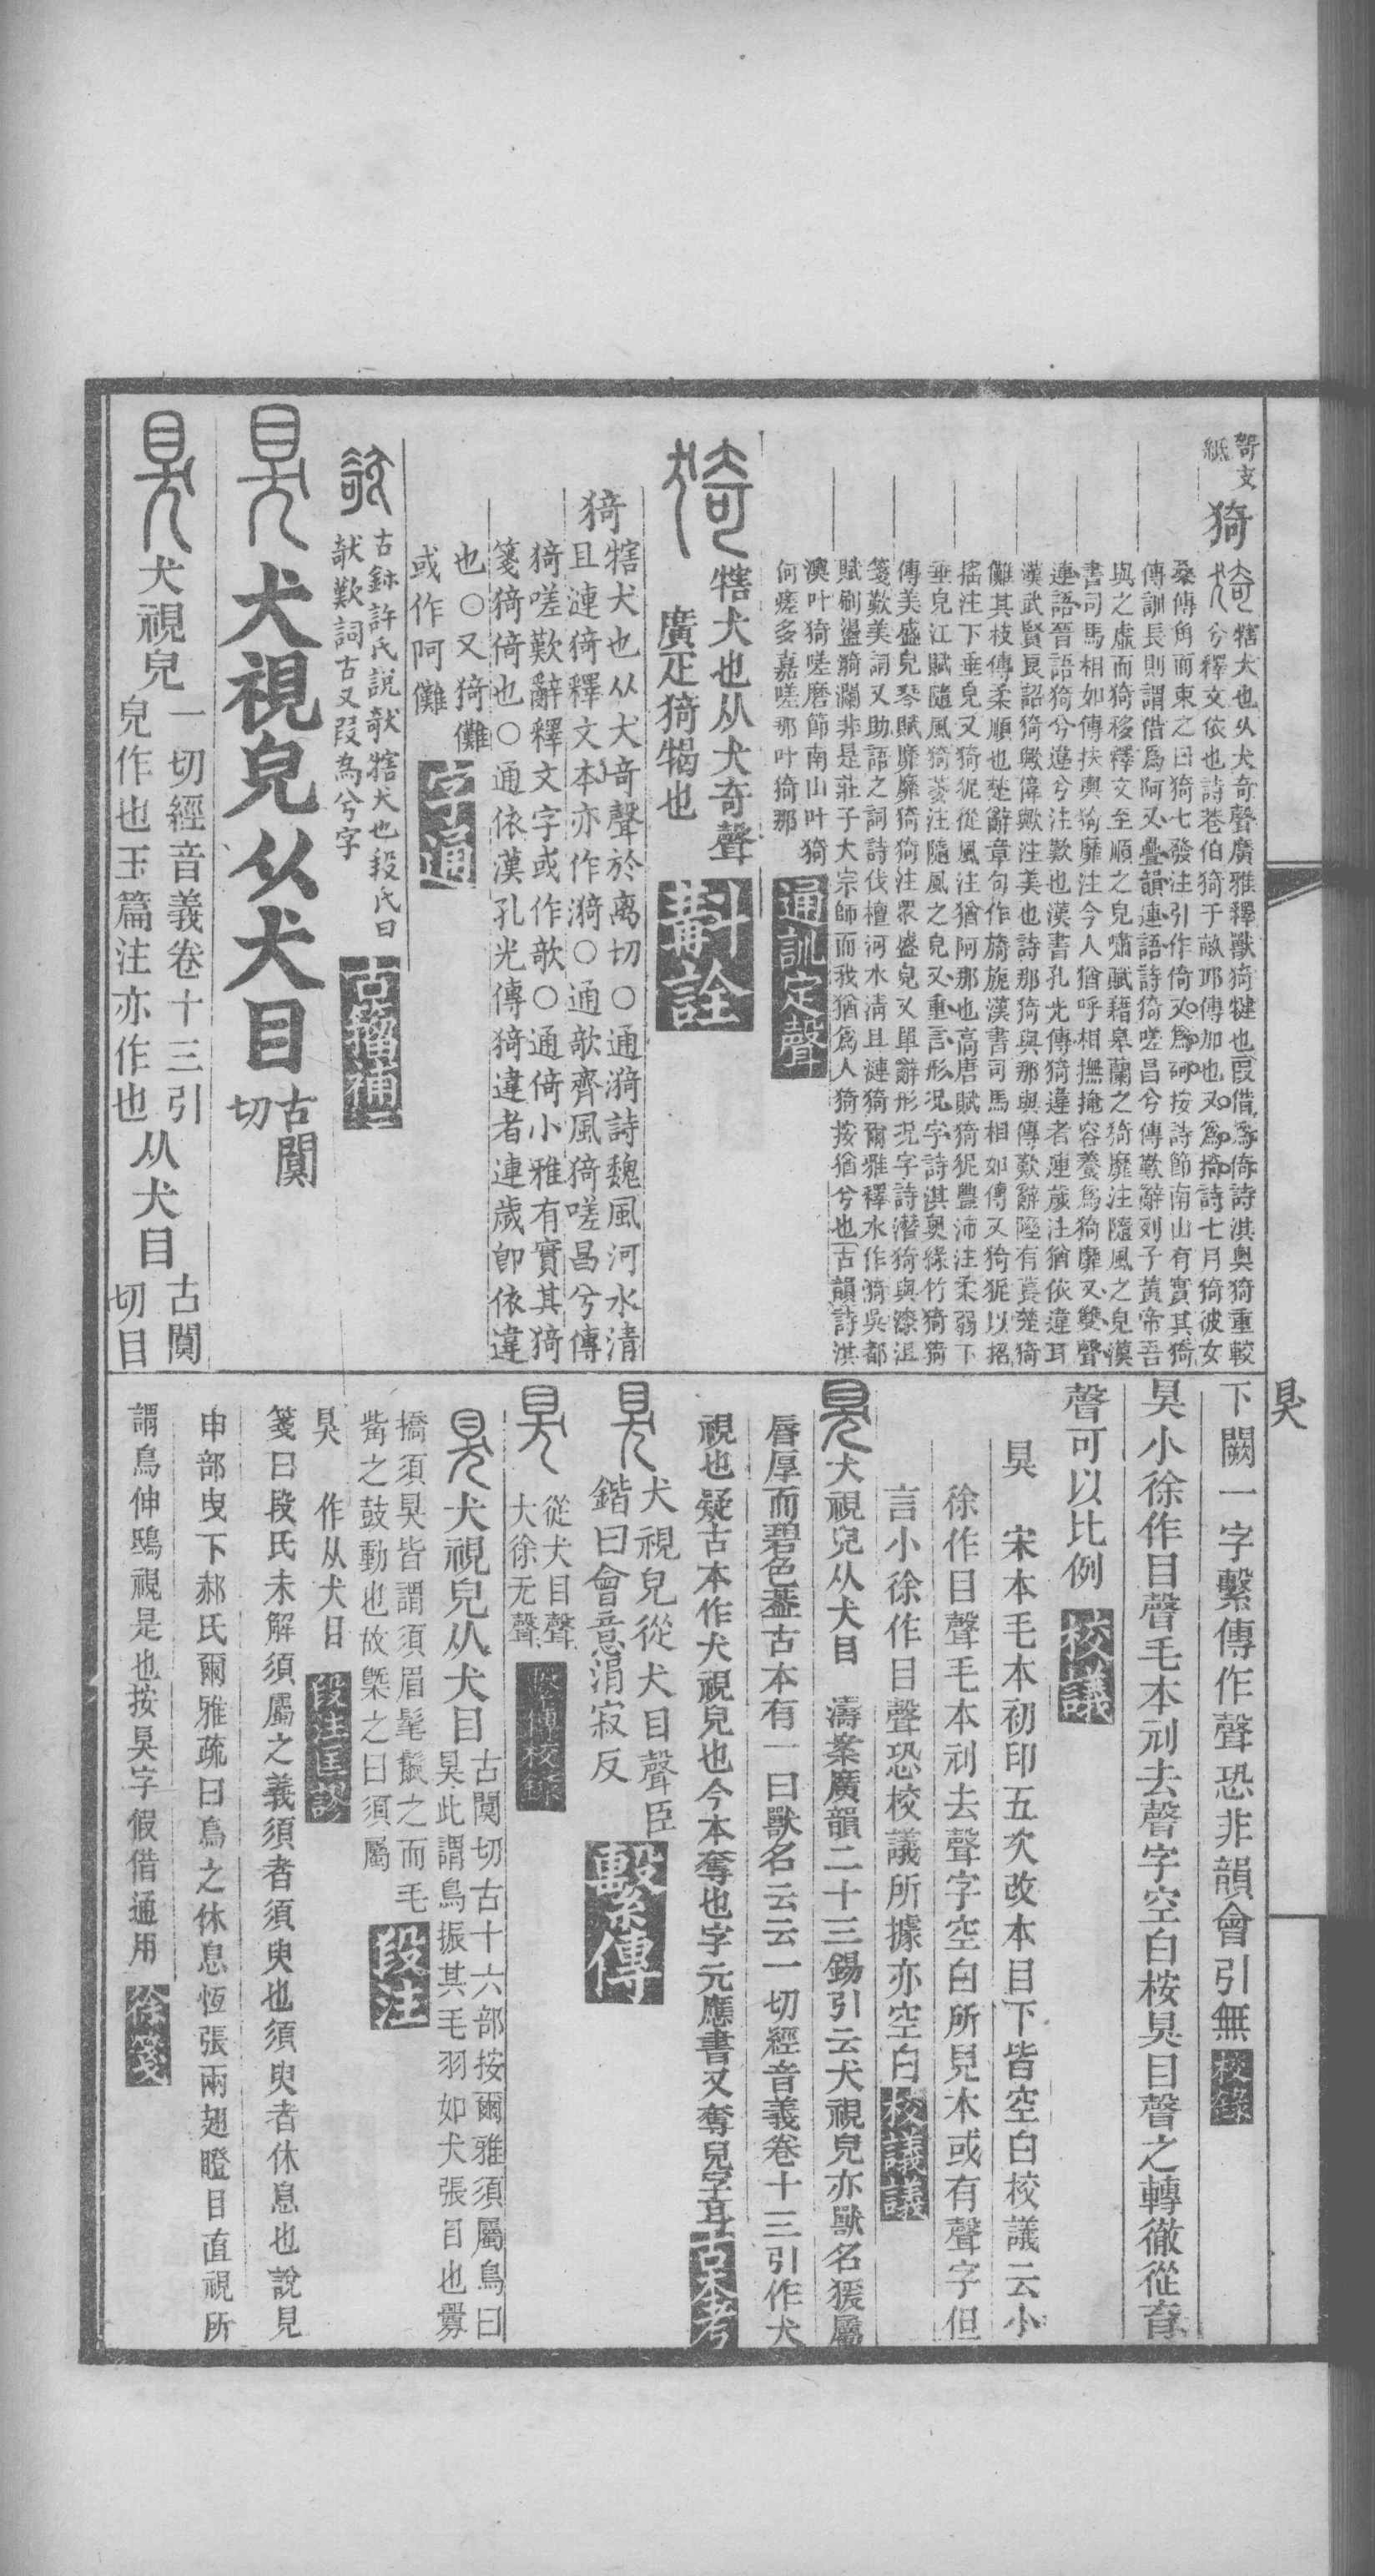 智支
紙
猗
犗犬也从犬奇聲廣雅釋獸猗犍也叚借爲倚詩淇奥猗重較
兮釋文依也詩巷伯猗于畝邱傳加也又爲掎詩七月猗彼女
桑傳角而束之曰猗七發注引作倚又爲砢按詩節南山有實其猗
傳訓長則謂借爲阿又疊韻連語詩猗嗟昌兮傳歎辭列子黄帝吾
與之虛而猗移釋文至順之皃嘯賦藉皋蘭之猗靡注隨風之皃漢
書司馬相如傳扶輿猗靡注今人猶呼相撫掩容養爲猗靡又雙聲
連語晉語猗兮違兮注歎也漢書孔光傳猗違者連歲注猶依違耳
漢武賢良詔猗歟偉歟注美也詩那猗與那與傳歎辭隰有萇楚猗
儺其枝傳柔順也楚辭章句作旖旎漢書司馬相如傳又猗狔以招
搖注下垂皃又猗狔從風注猶阿那也高唐賦猗狔豐沛注柔弱下
垂皃江賦隨風猗萎注隨風之皃又重言形況字詩淇奥綠竹猗猗
傳美盛皃琴賦靡靡猗猗注眾盛皃又單辭形況字詩潛猗與漆沮
箋歎美詞又助語之詞詩伐檀河水清且漣猗爾雅釋水作漪吳都
賦刷盪漪瀾非是莊子大宗師而我猶爲人猗按猶兮也古韻詩淇
澳叶猗嗟磨節南山叶猗
何瘥多嘉嗟那叶猗那
通訓定聲
犗犬也从犬奇聲
廣疋猗犗也
斠詮
猗
犗犬也从犬奇聲於离切○通漪詩魏風河水清
且漣猗釋文本亦作漪○通歌齊風猗嗟昌兮傳
猗嗟歎辭釋文字或作欹○通倚小雅有實其猗
箋猗倚也○通依漢孔光傳猗違者連歲卽依違
也○又猗儺
或作阿儺
古鉥許氏說猗犗犬也段氏曰
猗歎詞古又叚爲兮字
古籀補
犬視皃从犬目
古闃
切
犬視皃
一切經音義卷十三引
皃作也玉篇注亦作也
从犬目
古闃
切目
狊
下闕一字繫傳作聲恐非韻會引無
校錄
狊小徐作目聲毛本刓去聲字空白桉狊目聲之轉徹從育
聲可以比例
校議
狊
宋本毛本初印五次改本目下皆空白校議云小
徐作目聲毛本刓去聲字空白所見木或有聲字但
言小徐作目聲恐校議所據亦空白
校議議
犬視皃从犬目
濤案廣韻二十三錫引云犬視皃亦獸名猨屬
脣厚而碧色葢古本有一曰獸名云云一切經音義卷十三引作犬
視也疑古本作犬視皃也今本奪也字元應書又奪皃字耳
古本考
犬視皃從犬目聲臣
鍇曰會意涓寂反
繫傳
從犬目聲
大徐无聲
繫傳校錄
犬視皃从犬目
古闃切古十六部按爾雅須屬鳥曰
狊此謂鳥振其毛羽如犬張目也釁
撟須狊皆謂須眉髦鬣之而毛
觜之鼓動也故槩之曰須屬
段注
狊
作从犬目
段注匡謬
箋曰段氏未解須屬之義須者須臾也須臾者休息也說見
申部曳下郝氏爾雅疏曰鳥之休息恆張兩翅瞪目直視所
謂鳥伸鴟視是也按狊字假借通用
徐箋